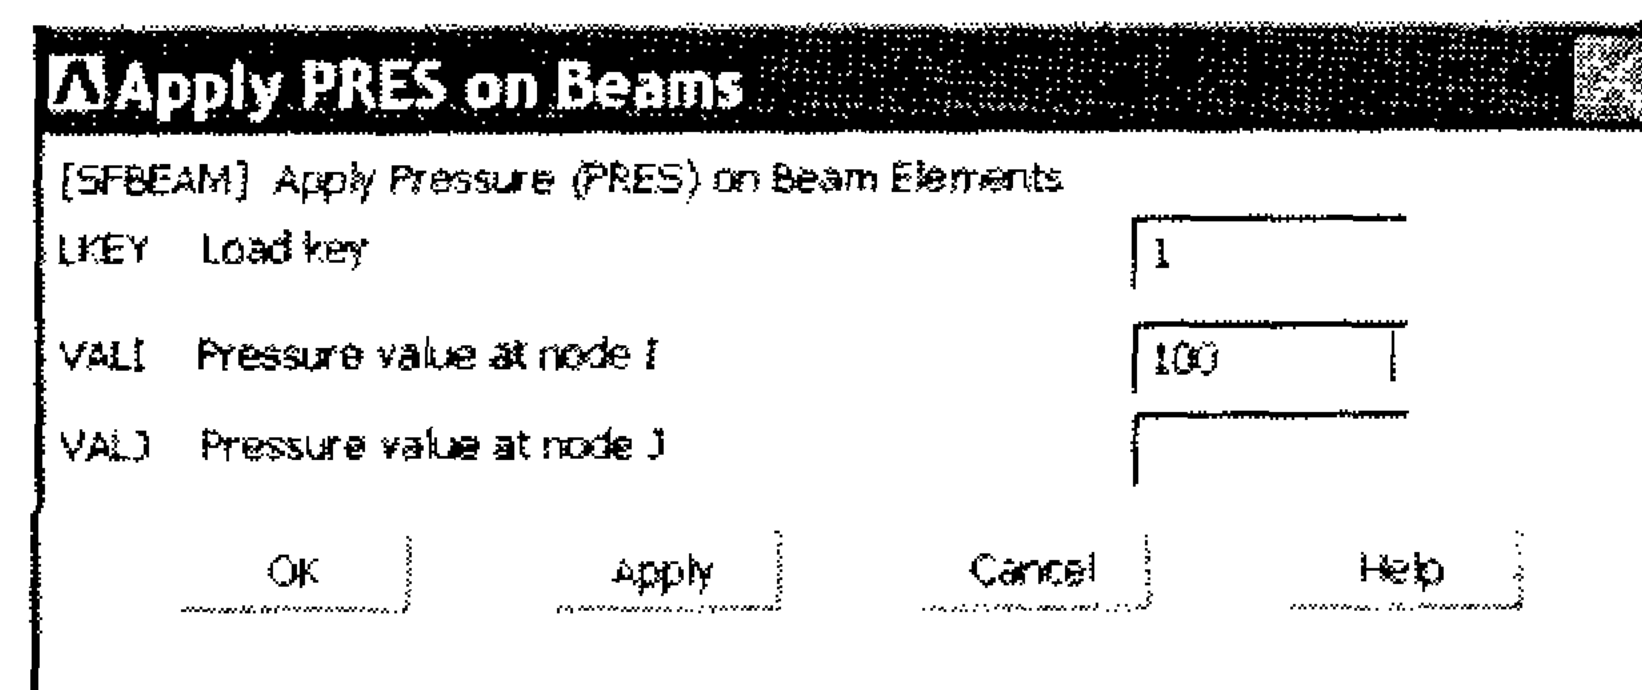 Apply PRES on Beams
[SFBEAM] Apply Pressure (PRES) on Beam Elements
LKEY Load key 1
VALI Pressure value at node I 100
VALJ Pressure value at node J
OK Apply Cancel Help